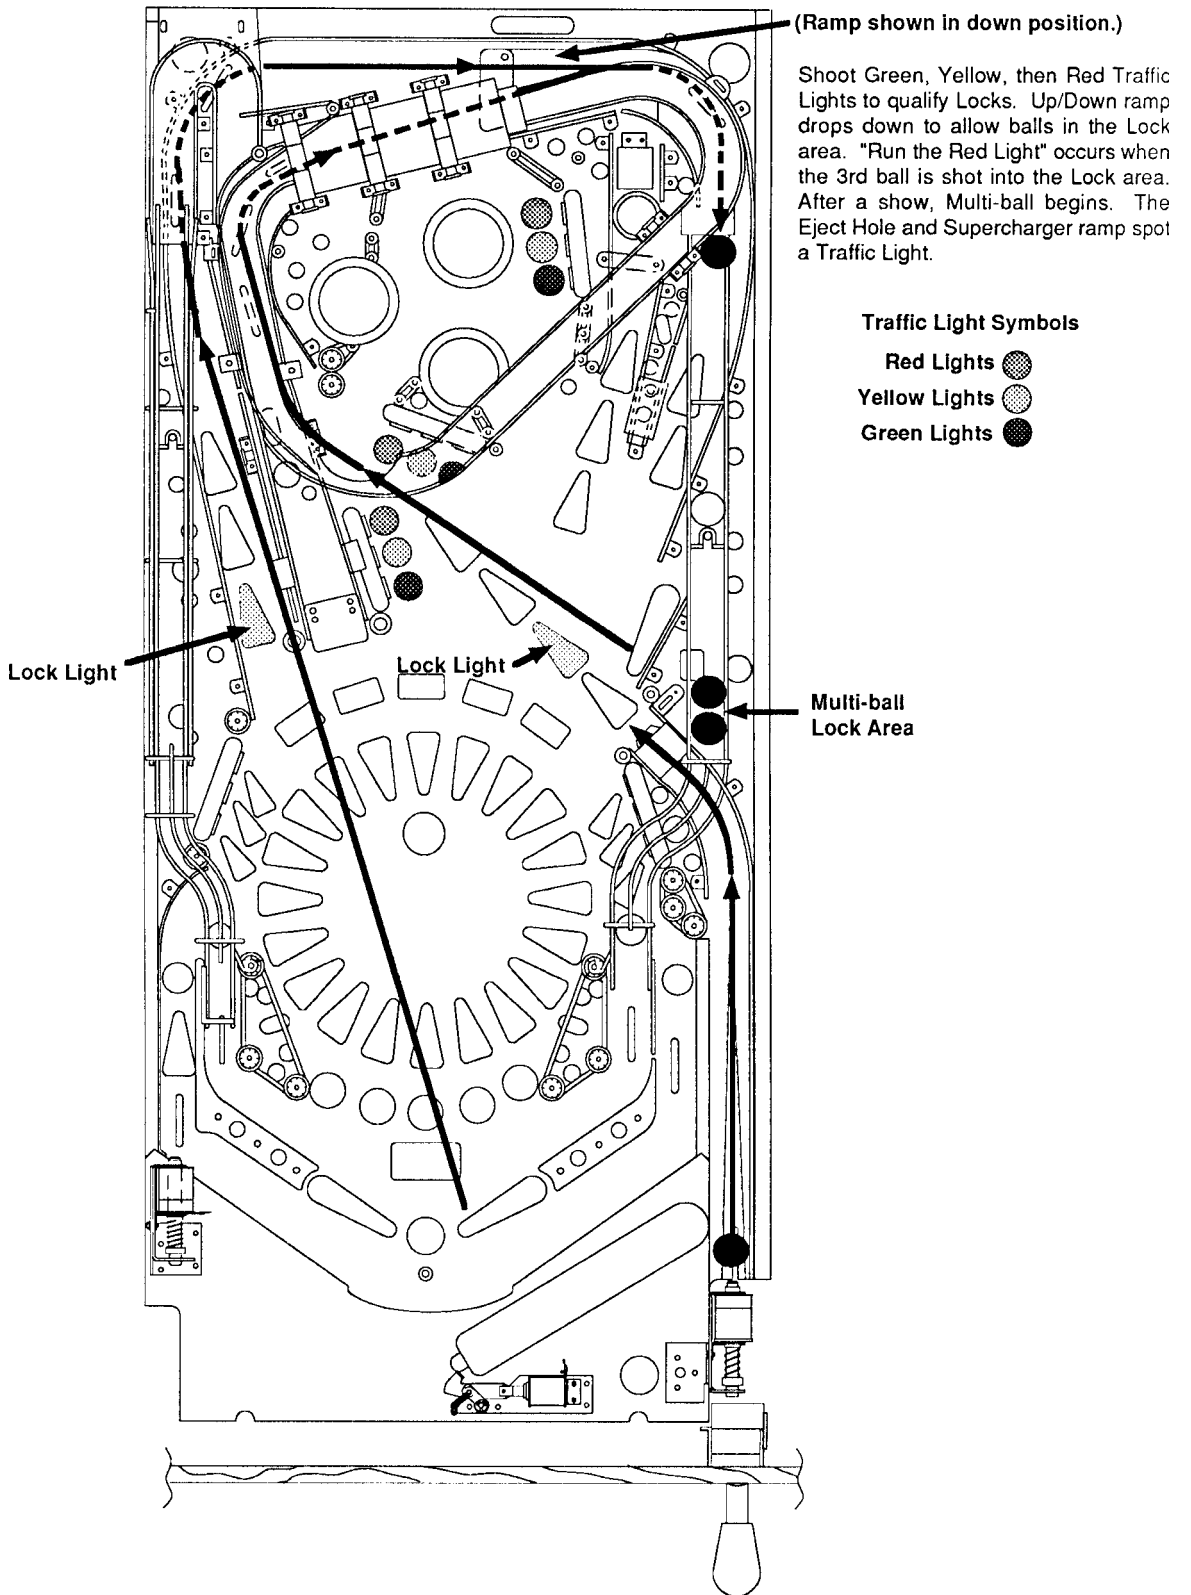 (Ramp shown in down position.)
Shoot Green, Yellow, then Red Traffic
Lights to qualify Locks. Up/Down ramp
drops down to allow balls in the Lock
area. "Run the Red Light" occurs when
the 3rd ball is shot into the Lock area.
After a show, Multi-ball begins. The
Eject Hole and Supercharger ramp spot
a Traffic Light.
Traffic Light Symbols
Red Lights
Yellow Lights
Green Lights
Lock Light
Lock Light
Multi-ball
Lock Area